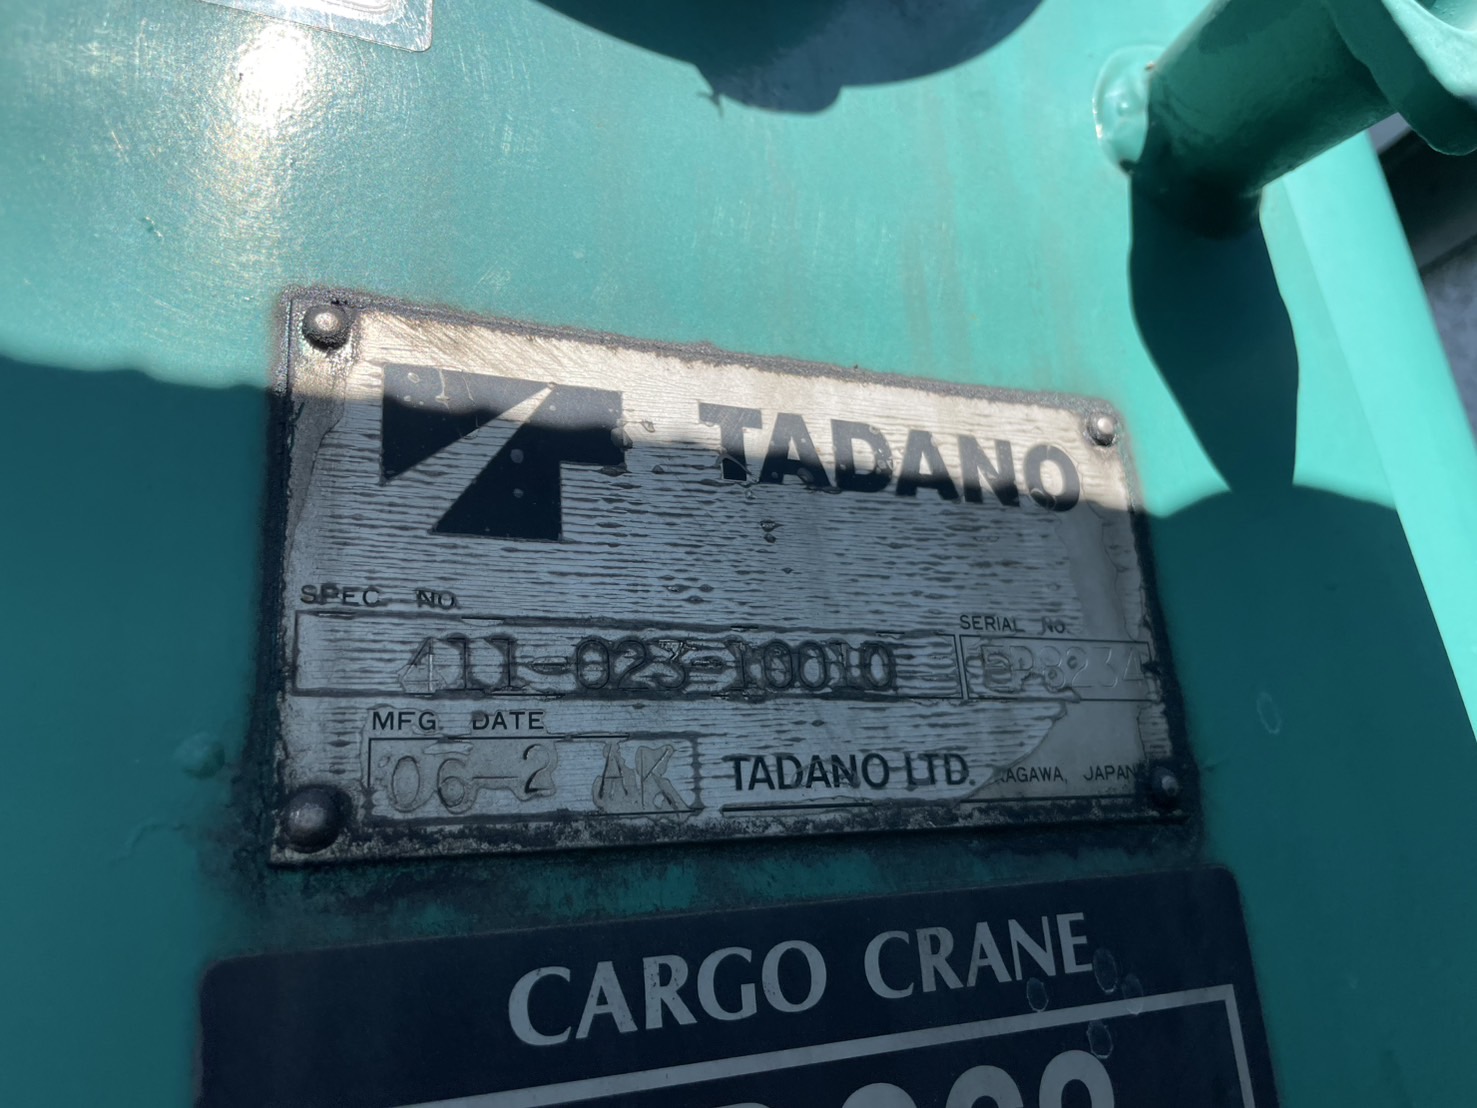 TADANO
SPEC. NO.
SERIAL NO.
411-023-10010
MFG. DATE
06-2 AK
TADANO LTD.
JAPAN
CARGO CRANE